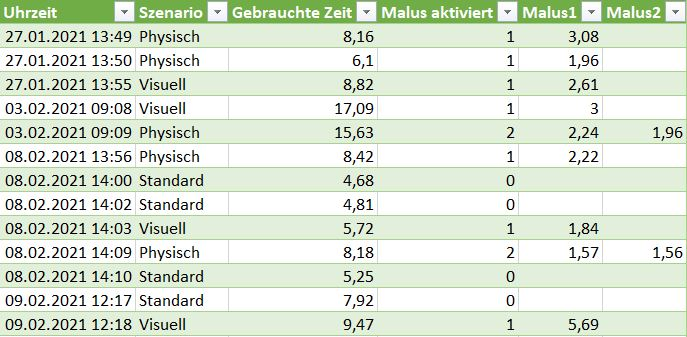 Uhrzeit Szenario Gebrauchte Zeit Malus aktiviert Malus1 Malus2
27.01.2021 13:49 Physisch 8,16 1 3,08
27.01.2021 13:50 Physisch 6,1 1 1,96
27.01.2021 13:55 Visuell 8,82 1 2,61
03.02.2021 09:08 Visuell 17,09 1 3
03.02.2021 09:09 Physisch 15,63 2 2,24 1,96
08.02.2021 13:56 Physisch 8,42 1 2,22
08.02.2021 14:00 Standard 4,68 0
08.02.2021 14:02 Standard 4,81 0
08.02.2021 14:03 Visuell 5,72 1 1,84
08.02.2021 14:09 Physisch 8,18 2 1,57 1,56
08.02.2021 14:10 Standard 5,25 0
09.02.2021 12:17 Standard 7,92 0
09.02.2021 12:18 Visuell 9,47 1 5,69